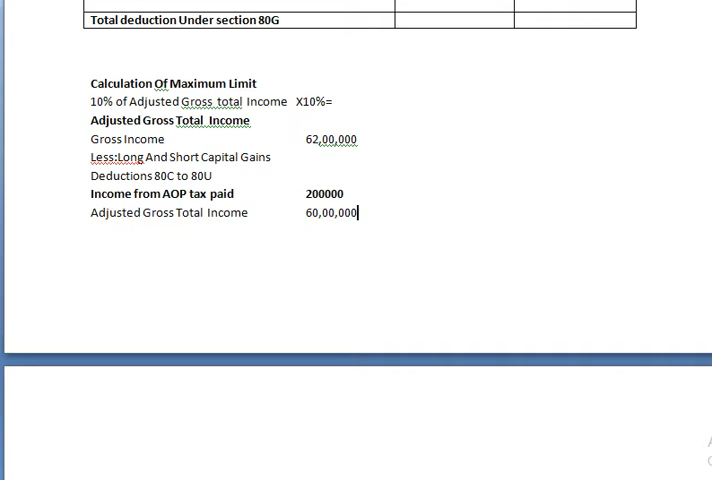 Total deduction Under section 80G
Calculation Of Maximum Limit
10% of Adjusted Gross total Income X10%=
Adjusted Gross Total Income
Gross Income 62,00,000
Less:Long And Short Capital Gains
Deductions 80C to 80U
Income from AOP tax paid 200000
Adjusted Gross Total Income 60,00,000